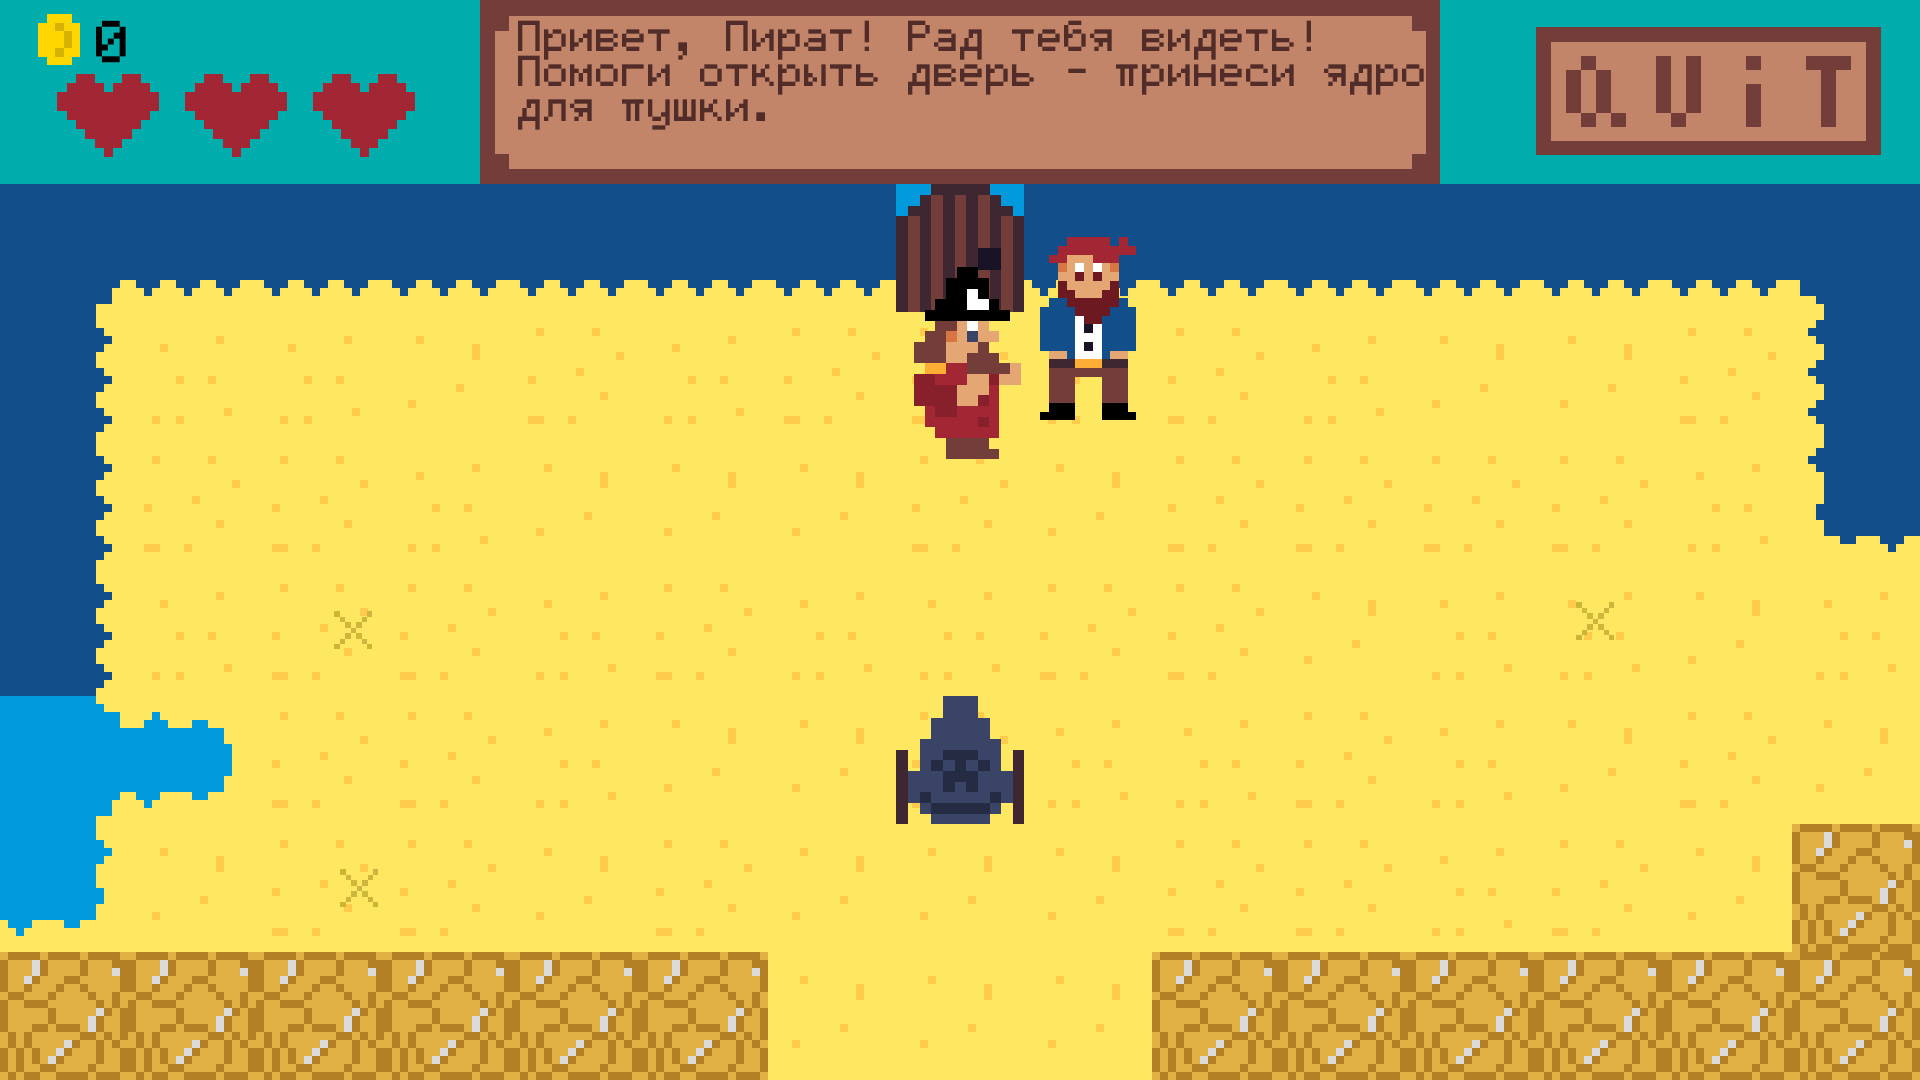 0
Привет, Пират! Рад тебя видеть!
Помоги открыть дверь - принеси ядро
для пушки.
QUiT